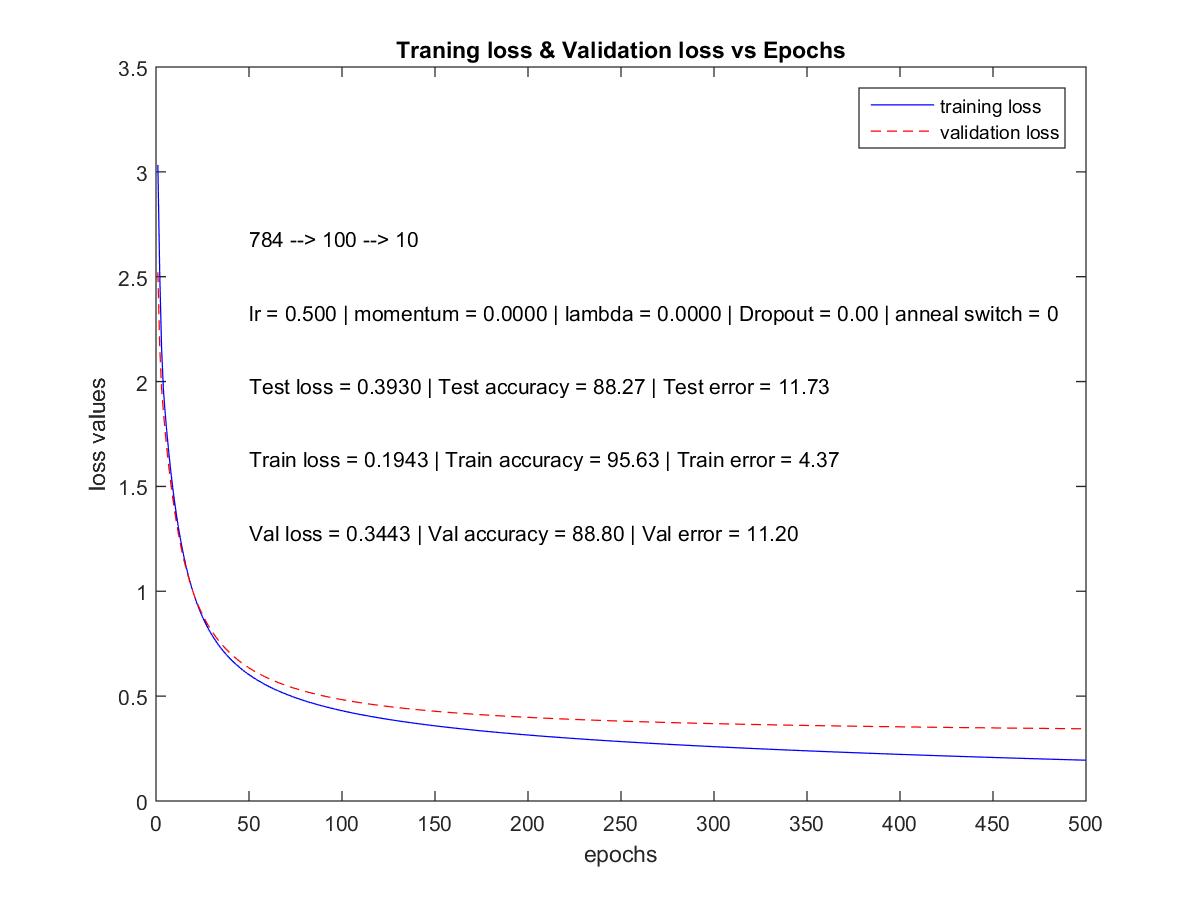 Traning loss & Validation loss vs Epochs
3.5
3
2.5
2
1.5
1
0.5
0
loss values
training loss
validation loss
784 --> 100 --> 10
lr = 0.500 | momentum = 0.0000 | lambda = 0.0000 | Dropout = 0.00 | anneal switch = 0
Test loss = 0.3930 | Test accuracy = 88.27 | Test error = 11.73
Train loss = 0.1943 | Train accuracy = 95.63 | Train error = 4.37
Val loss = 0.3443 | Val accuracy = 88.80 | Val error = 11.20
0 50 100 150 200 250 300 350 400 450 500
epochs